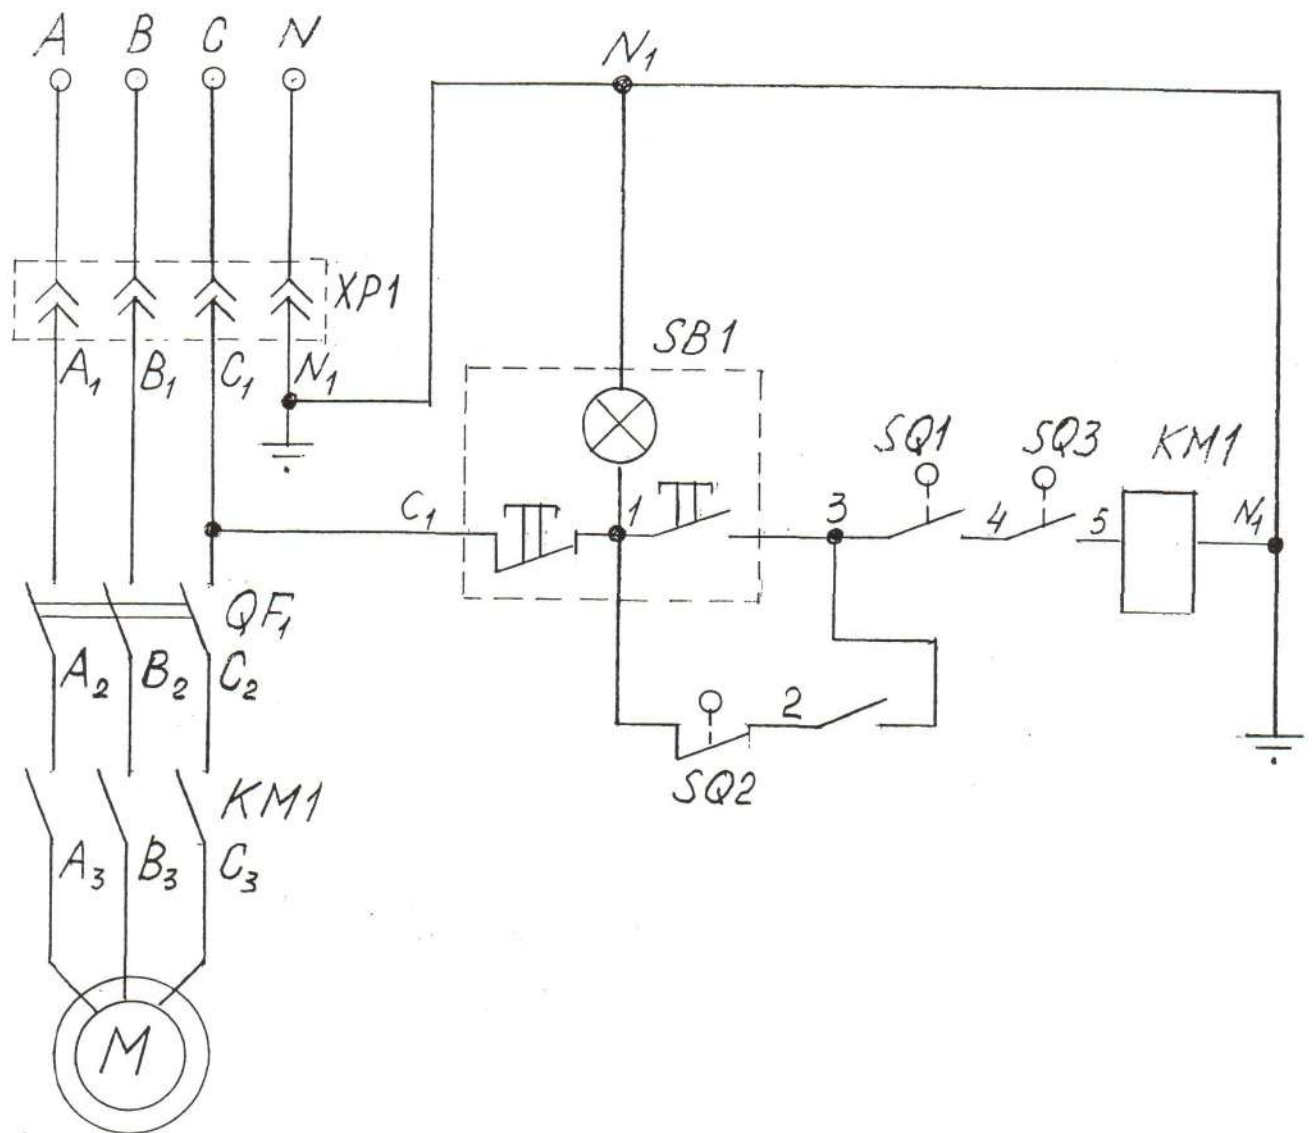 A B C N
N₁
XP1
A₁ B₁ C₁ N₁
SB1
SQ1 SQ3 KM1
C₁ 1 3 4 5 N₁
QF₁
A₂ B₂ C₂
2
SQ2
KM1
A₃ B₃ C₃
M